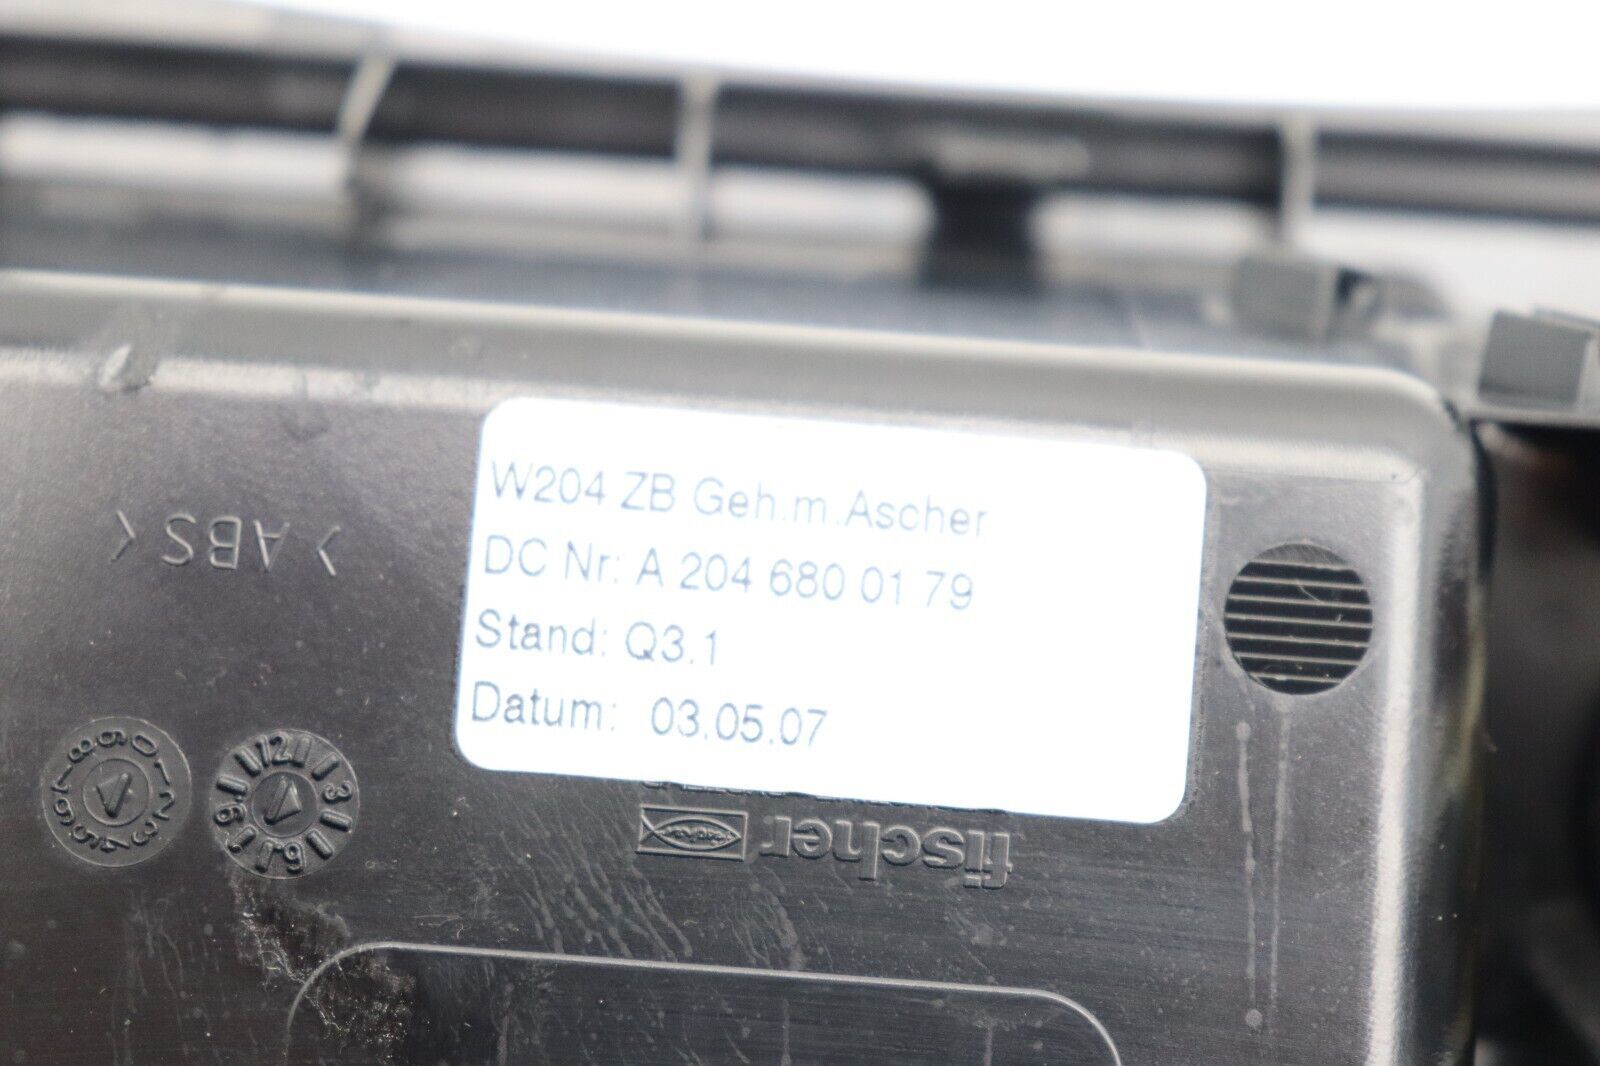 W204 ZB Geh.m.Ascher
DC Nr: A 204 680 01 79
Stand: Q3.1
Datum: 03.05.07
>ABS<
fischer